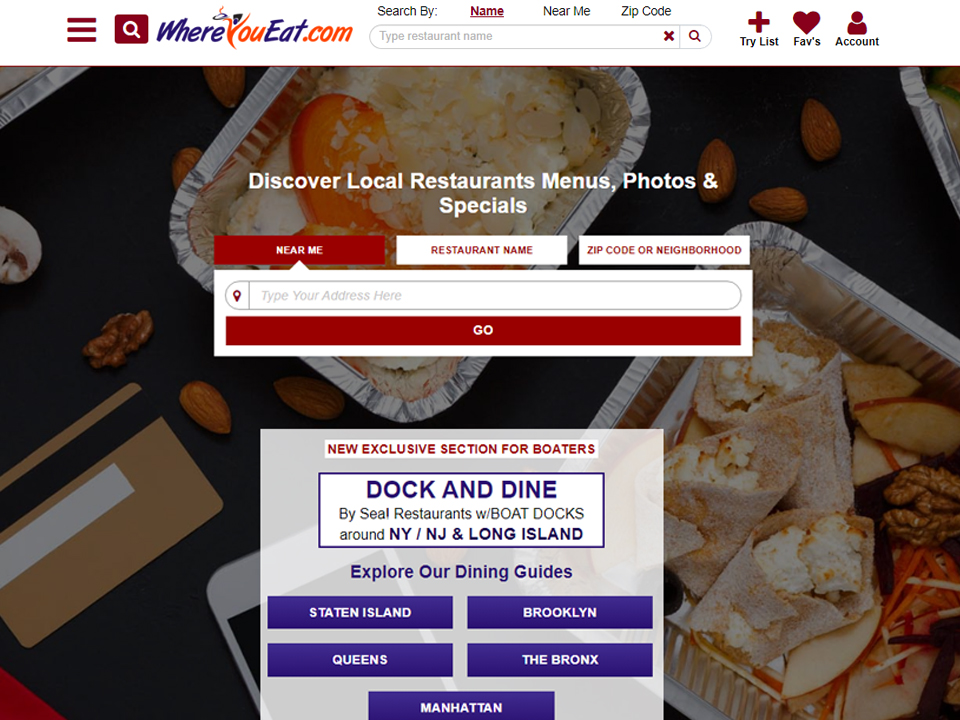 Search By: Name Near Me Zip Code
WhereYouEat.com
Type restaurant name
Try List Fav's Account
Discover Local Restaurants Menus, Photos &
Specials
NEAR ME RESTAURANT NAME ZIP CODE OR NEIGHBORHOOD
Type Your Address Here
GO
NEW EXCLUSIVE SECTION FOR BOATERS
DOCK AND DINE
By Sea! Restaurants w/BOAT DOCKS
around NY / NJ & LONG ISLAND
Explore Our Dining Guides
STATEN ISLAND BROOKLYN
QUEENS THE BRONX
MANHATTAN